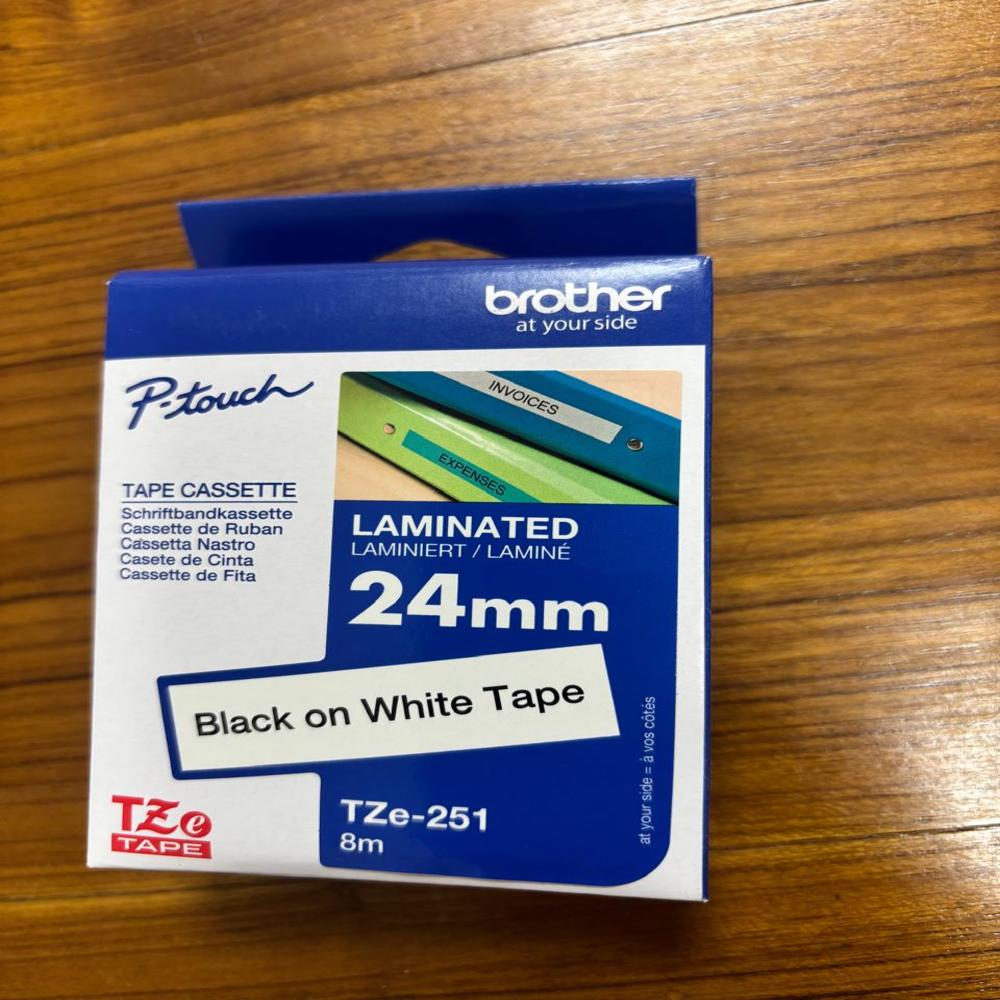 brother
at your side
P-touch
INVOICES
EXPENSES
TAPE CASSETTE
Schriftbandkassette
Cassette de Ruban
Cassetta Nastro
Casete de Cinta
Cassette de Fita
LAMINATED
LAMINIERT / LAMINÉ
24mm
Black on White Tape
TZe-251
8m
at your side = à vos côtés
TZe
TAPE